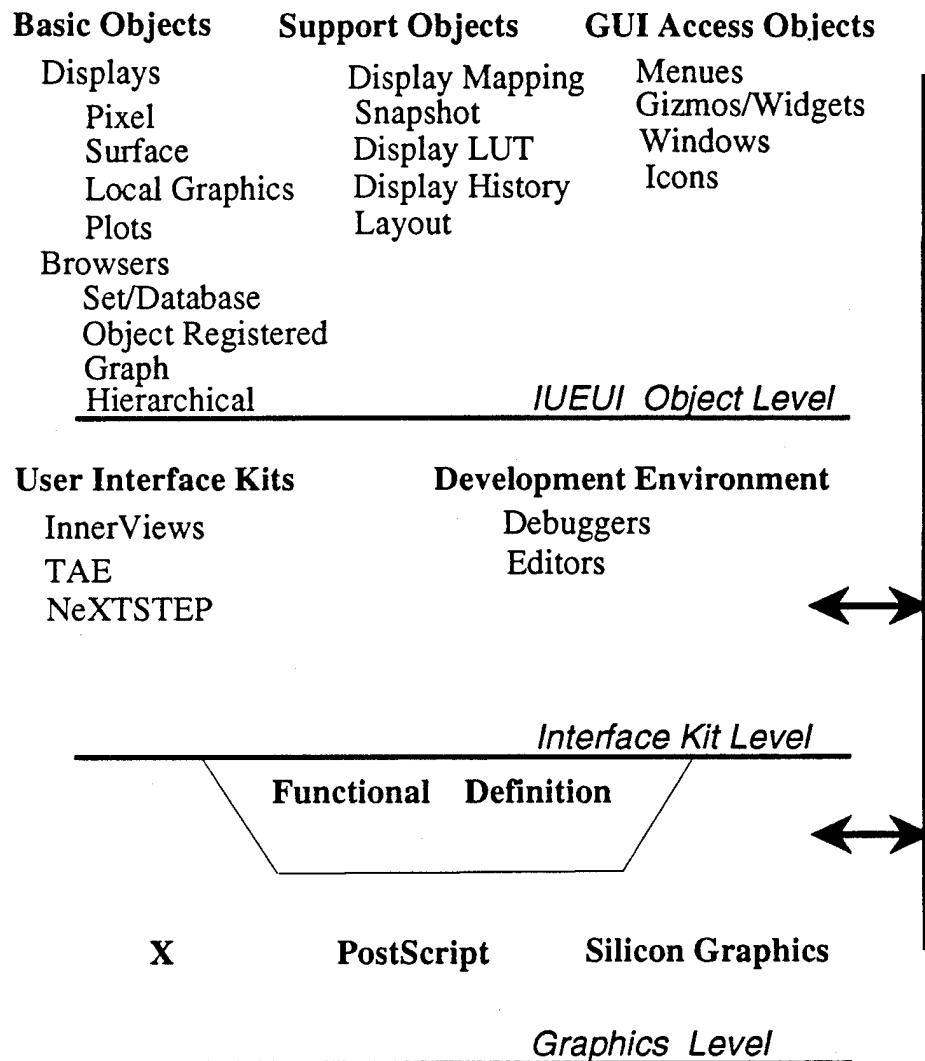 Basic Objects Support Objects GUI Access Objects
Displays Display Mapping Menues
Pixel Snapshot Gizmos/Widgets
Surface Display LUT Windows
Local Graphics Display History Icons
Plots Layout
Browsers
Set/Database
Object Registered
Graph
Hierarchical IUEUI Object Level
User Interface Kits Development Environment
InnerViews Debuggers
TAE Editors
NeXTSTEP
Interface Kit Level
Functional Definition
X PostScript Silicon Graphics
Graphics Level